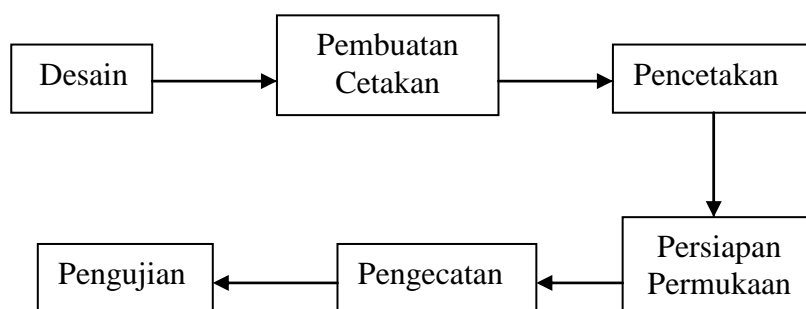 Desain
Pembuatan
Cetakan
Pencetakan
Persiapan
Permukaan
Pengecatan
Pengujian